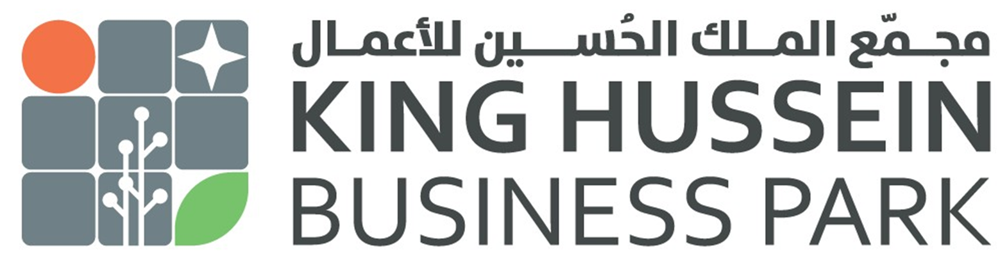 مجمّع الملك الحُسين للأعمال
KING HUSSEIN
BUSINESS PARK